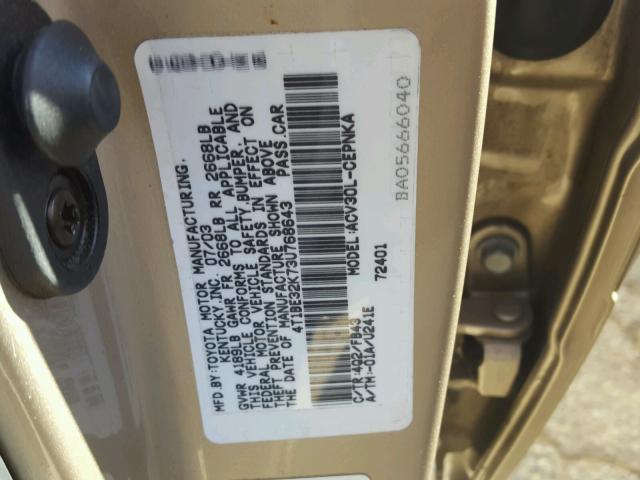 MFD.BY:TOYOTA MOTOR MANUFACTURING.
KENTUCKY,INC. 07/03
GVWR 4189LB GAWR FR 2668LB RR 2668LB
THIS VEHICLE CONFORMS TO ALL APPLICABLE
FEDERAL MOTOR VEHICLE SAFETY,BUMPER, AND
THEFT PREVENTION STANDARDS IN EFFECT ON
THE DATE OF MANUFACTURE SHOWN ABOVE
4T1BE32K73U768643 PASS.CAR
C/TR:4Q2/FB43 MODEL:ACV30L-CEPNKA
A/TM:-01A/U241E 72401
BA05666040